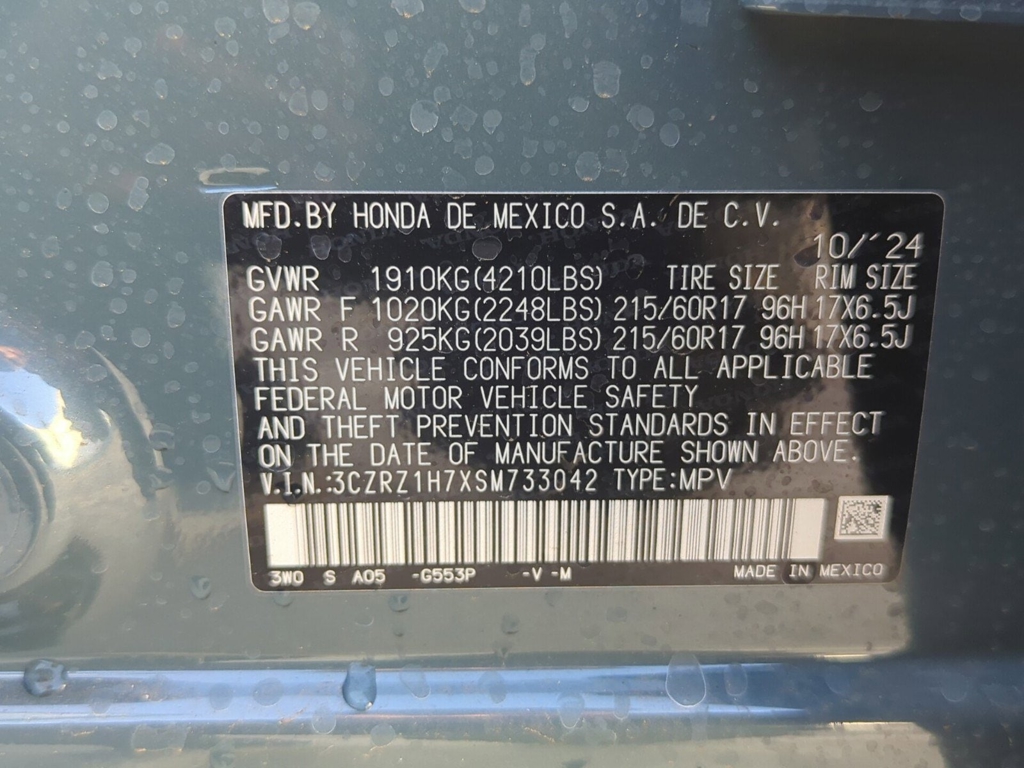 MFD.BY HONDA DE MEXICO S.A. DE C.V.
10/'24
GVWR 1910KG(4210LBS) TIRE SIZE RIM SIZE
GAWR F 1020KG(2248LBS) 215/60R17 96H 17X6.5J
GAWR R 925KG(2039LBS) 215/60R17 96H 17X6.5J
THIS VEHICLE CONFORMS TO ALL APPLICABLE
FEDERAL MOTOR VEHICLE SAFETY
AND THEFT PREVENTION STANDARDS IN EFFECT
ON THE DATE OF MANUFACTURE SHOWN ABOVE.
V.I.N.:3CZRZ1H7XSM733042 TYPE:MPV
3W0 S A05 -G553P -V -M MADE IN MEXICO